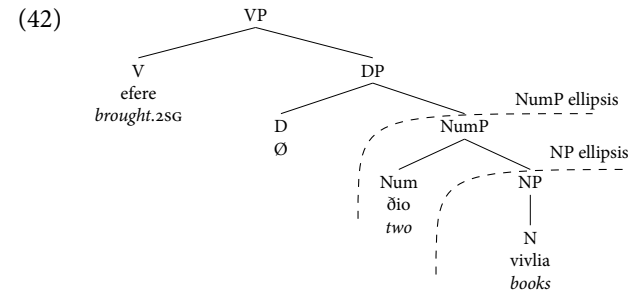 (42)
VP
V
efere
brought.2SG
DP
D
Ø
NumP ellipsis
NumP
NP ellipsis
Num
ðio
two
NP
N
vivlia
books